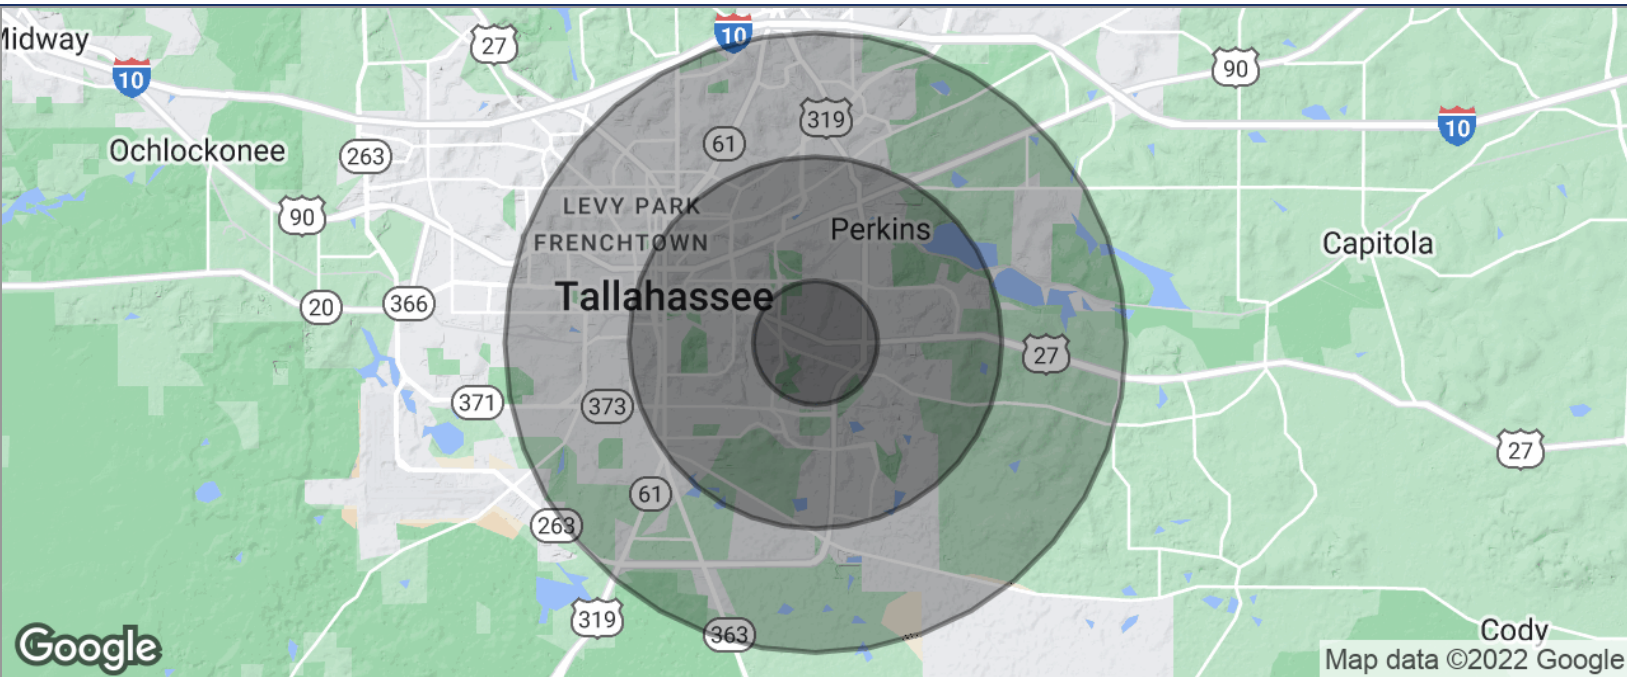 Midway
27
10
10
90
319
10
61
Ochlockonee
263
90
LEVY PARK
FRENCHTOWN
Perkins
Capitola
Tallahassee
20
366
27
371
373
27
61
263
319
363
Google
Cody
Map data ©2022 Google